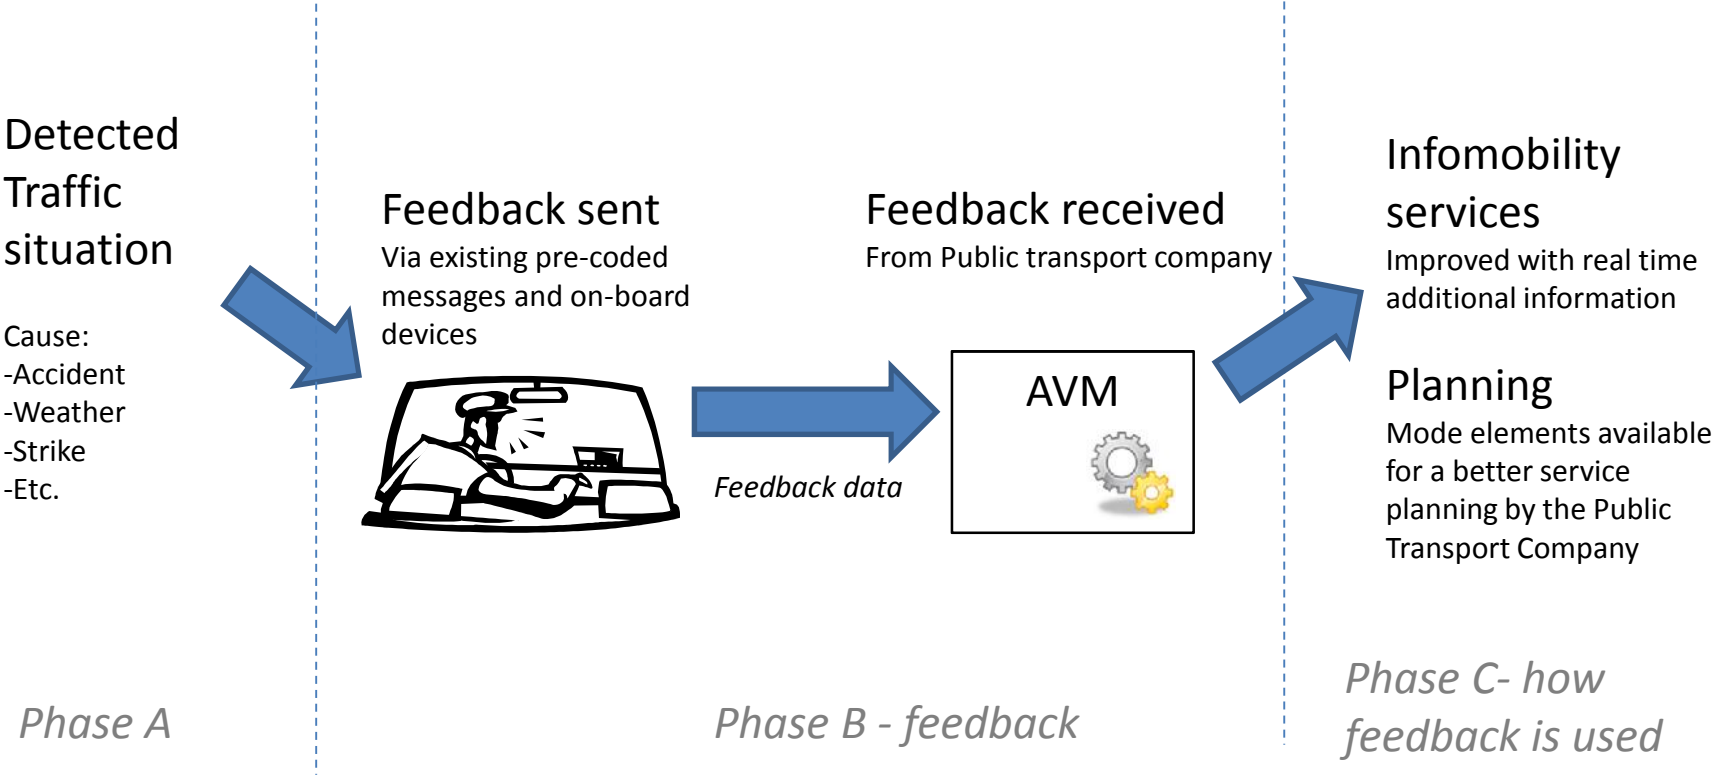 Detected
Traffic
situation
Cause:
-Accident
-Weather
-Strike
-Etc.
Phase A
Feedback sent
Via existing pre-coded
messages and on-board
devices
Feedback data
Feedback received
From Public transport company
AVM
Phase B - feedback
Infomobility
services
Improved with real time
additional information
Planning
Mode elements available
for a better service
planning by the Public
Transport Company
Phase C- how
feedback is used